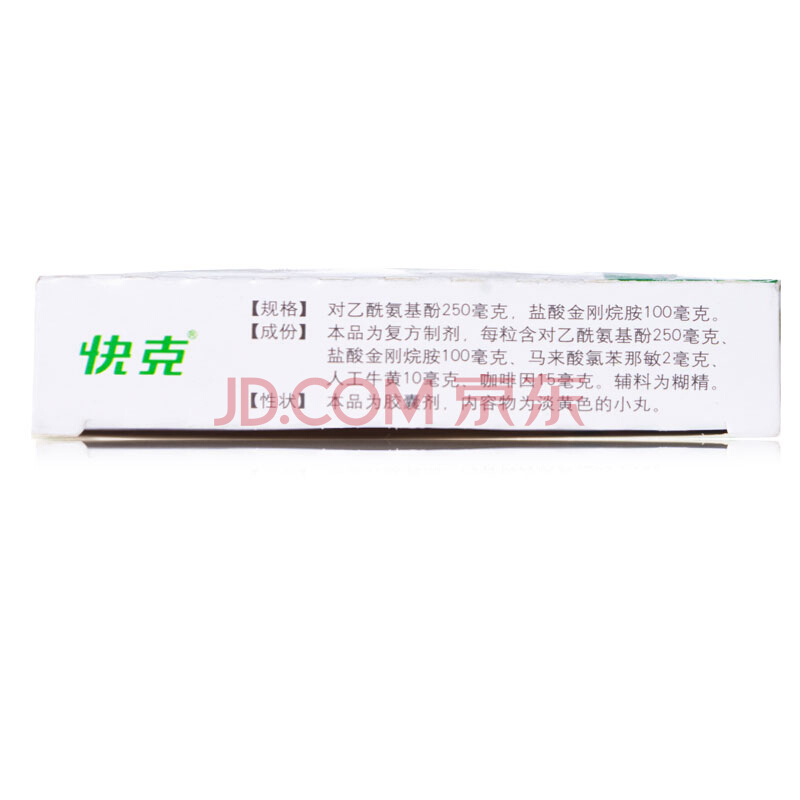 快克®
【规格】 对乙酰氨基酚250毫克，盐酸金刚烷胺100毫克。
【成份】 本品为复方制剂，每粒含对乙酰氨基酚250毫克、
盐酸金刚烷胺100毫克、马来酸氯苯那敏2毫克、
人工牛黄10毫克、咖啡因15毫克。辅料为糊精。
【性状】 本品为胶囊剂，内容物为淡黄色的小丸。
JD.COM 京东